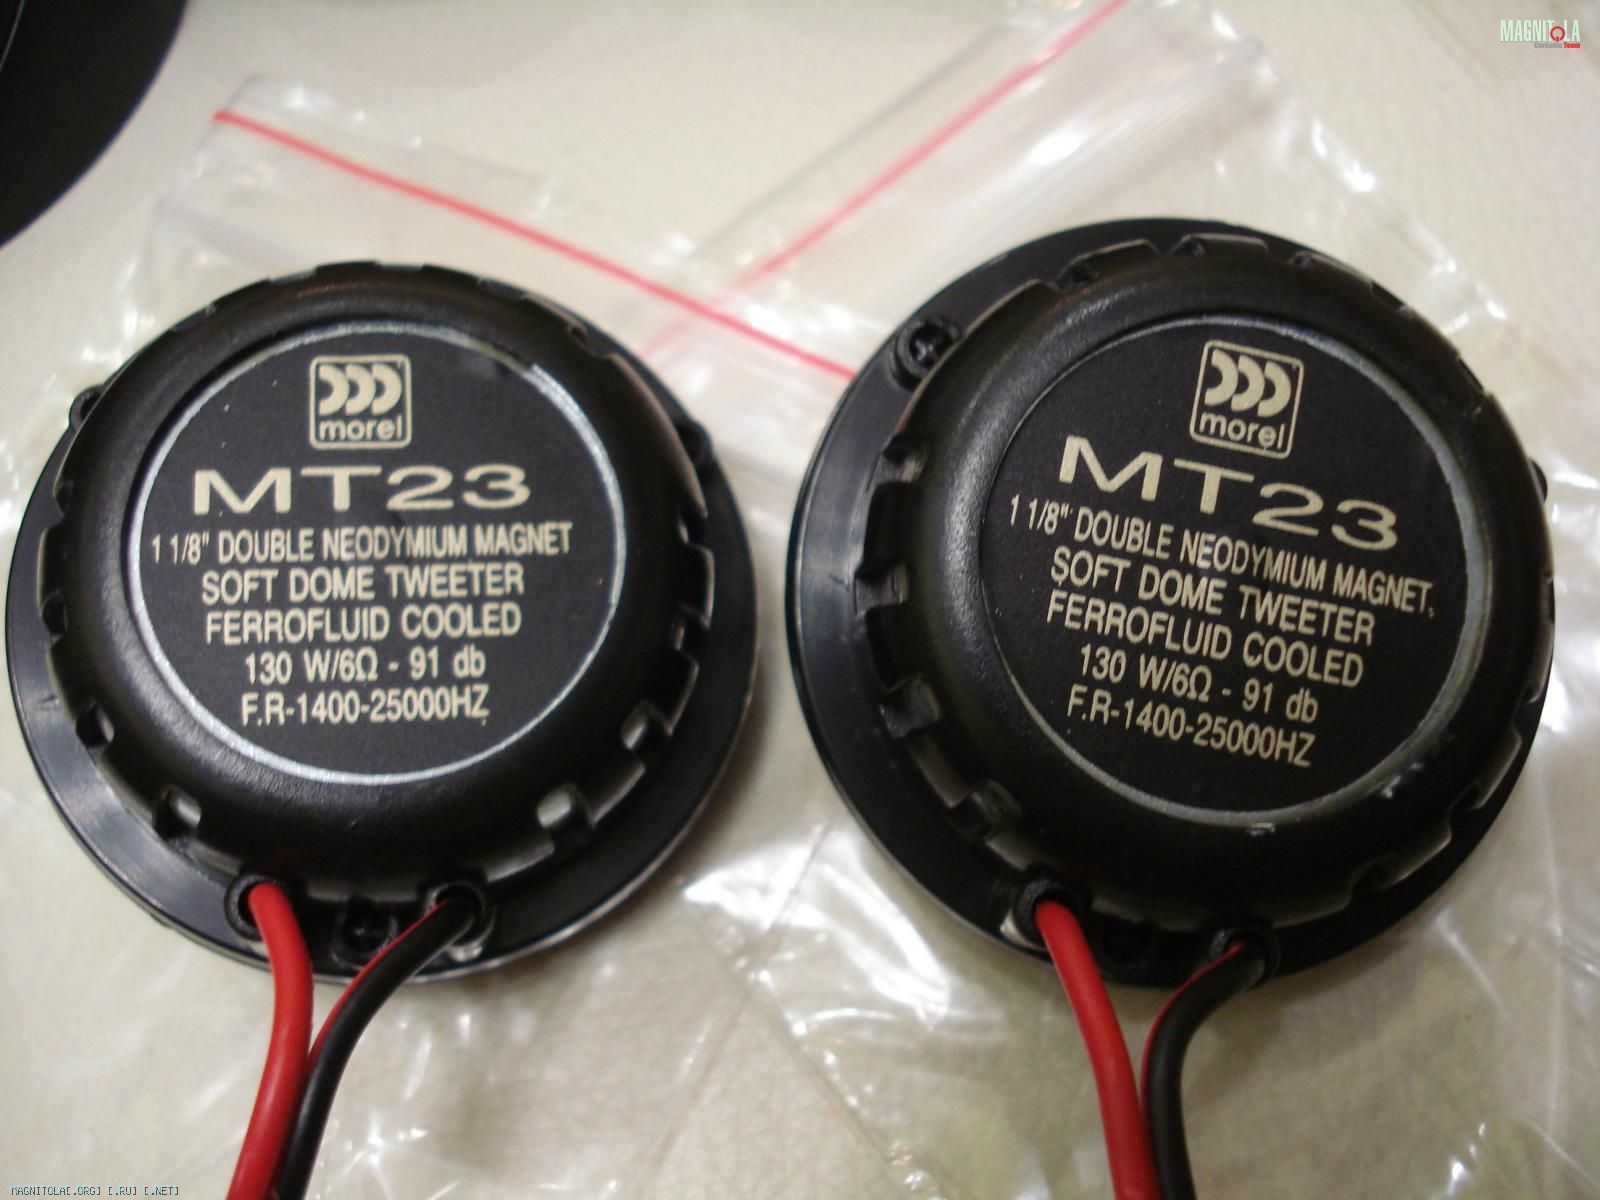 MAGNITOLA
CarAudio Team
morel
MT23
1 1/8" DOUBLE NEODYMIUM MAGNET
SOFT DOME TWEETER
FERROFLUID COOLED
130 W/6Ω - 91 db
F.R-1400-25000HZ
morel
MT23
1 1/8" DOUBLE NEODYMIUM MAGNET
SOFT DOME TWEETER
FERROFLUID COOLED
130 W/6Ω - 91 db
F.R-1400-25000HZ
MAGNITOLA[.ORG] [.RU] [.NET]